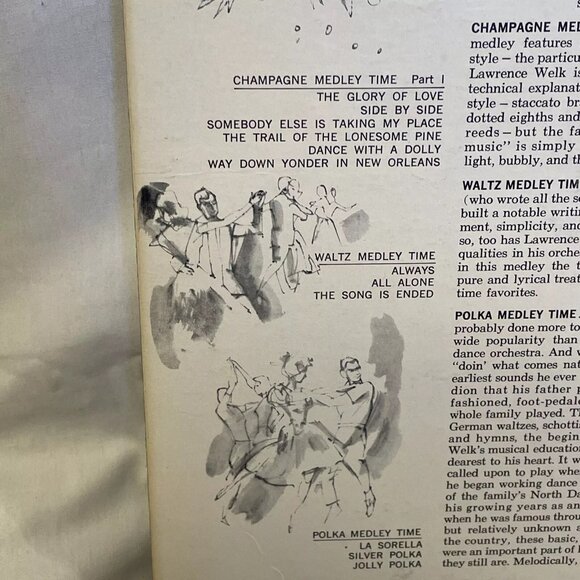 CHAMPAGNE MEDLEY TIME Part I
THE GLORY OF LOVE
SIDE BY SIDE
SOMEBODY ELSE IS TAKING MY PLACE
THE TRAIL OF THE LONESOME PINE
DANCE WITH A DOLLY
WAY DOWN YONDER IN NEW ORLEANS
WALTZ MEDLEY TIME
ALWAYS
ALL ALONE
THE SONG IS ENDED
POLKA MEDLEY TIME
LA SORELLA
SILVER POLKA
JOLLY POLKA
CHAMPAGNE MED
medley features
style – the particu
Lawrence Welk is
technical explanat
style – staccato br
dotted eighths and
reeds – but the fa
music" is simply
light, bubbly, and th
WALTZ MEDLEY TIM
(who wrote all the so
built a notable writin
ment, simplicity, and
so, too has Lawrence
qualities in his orche
in this medley the t
pure and lyrical treat
time favorites.
POLKA MEDLEY TIME
probably done more to
wide popularity than
dance orchestra. And w
"doin' what comes nat
earliest sounds he ever
dion that his father p
fashioned, foot-pedale
whole family played. Th
German waltzes, schottis
and hymns, the begin
Welk's musical education
dearest to his heart. It w
called upon to play whe
he began working dance
of the family's North Da
his growing years as an
when he was famous throu
but relatively unknown a
the country, these basic,
were an important part of
they still are. Melodically,